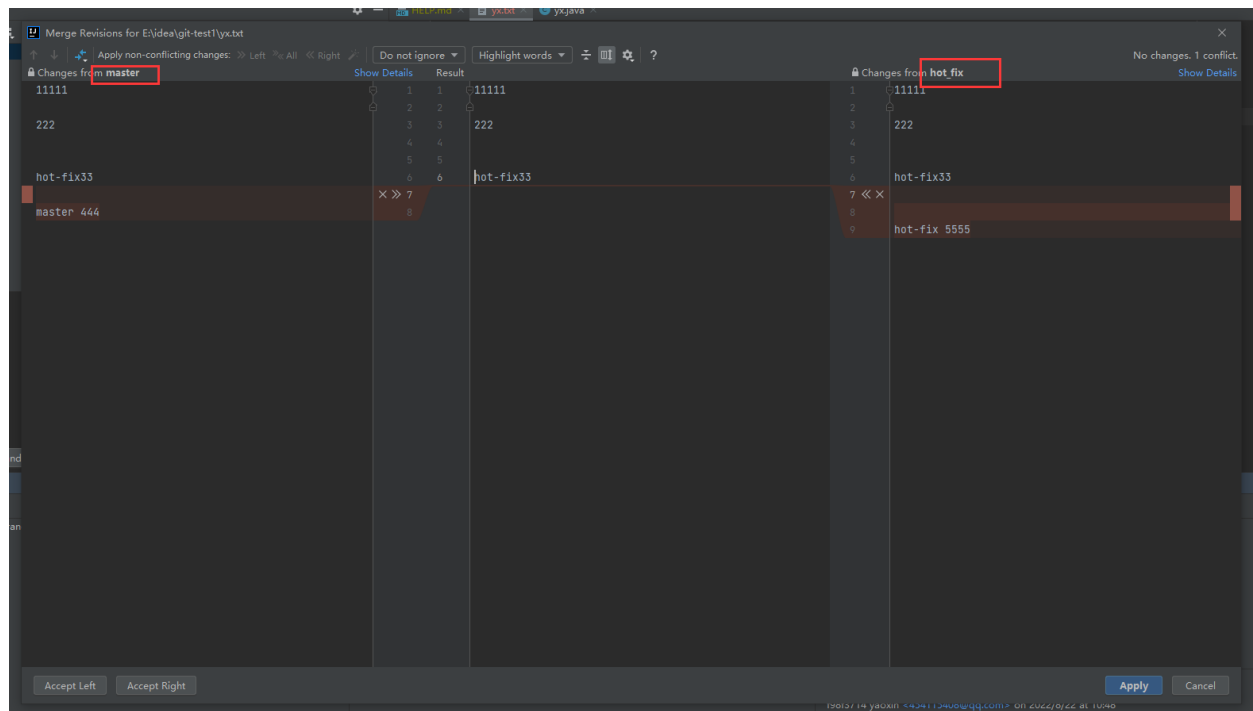 HELP.md yx.txt yx.java
Merge Revisions for E:\idea\git-test1\yx.txt
Apply non-conflicting changes: Left All Right Do not ignore Highlight words ? No changes. 1 conflict.
Changes from master Show Details Result Changes from hot_fix Show Details
11111 1 1 11111 1 11111
2 2 2
222 3 3 222 3 222
4 4 4
5 5 5
hot-fix33 6 6 hot-fix33 6 hot-fix33
7 7
master 444 8 8
9 hot-fix 5555
Accept Left Accept Right Apply Cancel
yaoxin on 2022/8/22 at 10:48